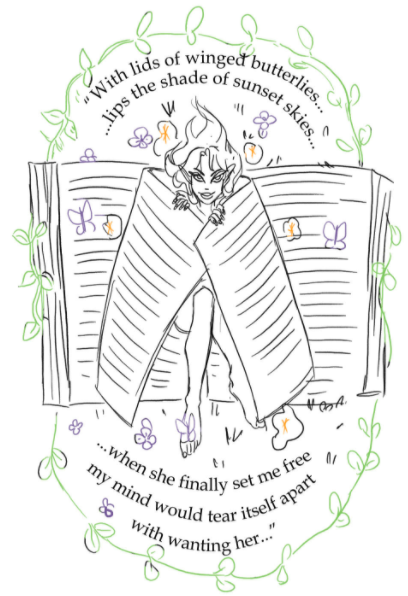 "With lids of winged butterlies...
...lips the shade of sunset skies...
...when she finally set me free
my mind would tear itself apart
with wanting her..."